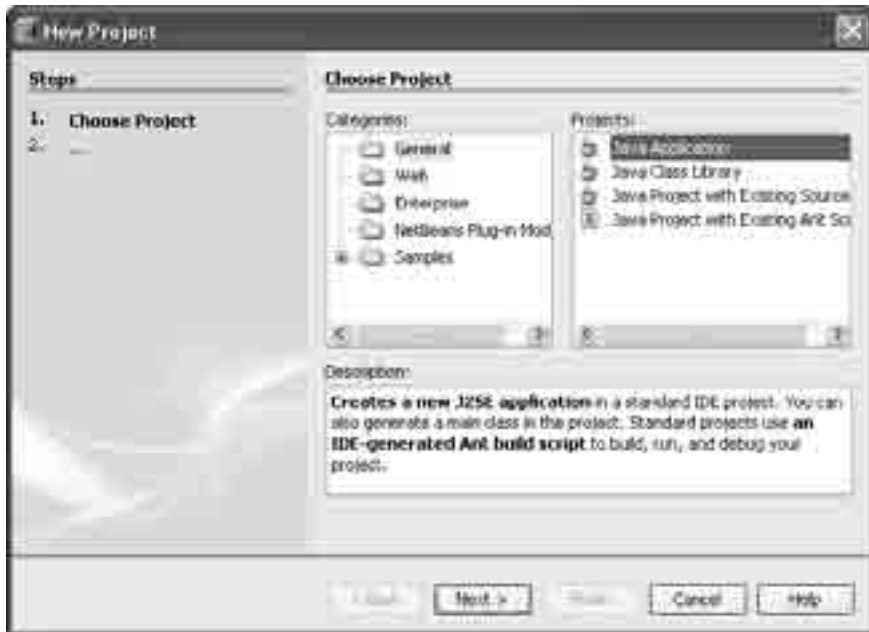 New Project
Steps
1. Choose Project
2. ...
Choose Project
Categories:
General
Web
Enterprise
NetBeans Plug-in Mod
Samples
Projects:
Java Application
Java Class Library
Java Project with Existing Source
Java Project with Existing Ant Scr
Description:
Creates a new J2SE application in a standard IDE project. You can
also generate a main class in the project. Standard projects use an
IDE-generated Ant build script to build, run, and debug your
project.
< Back
Next >
Finish
Cancel
Help